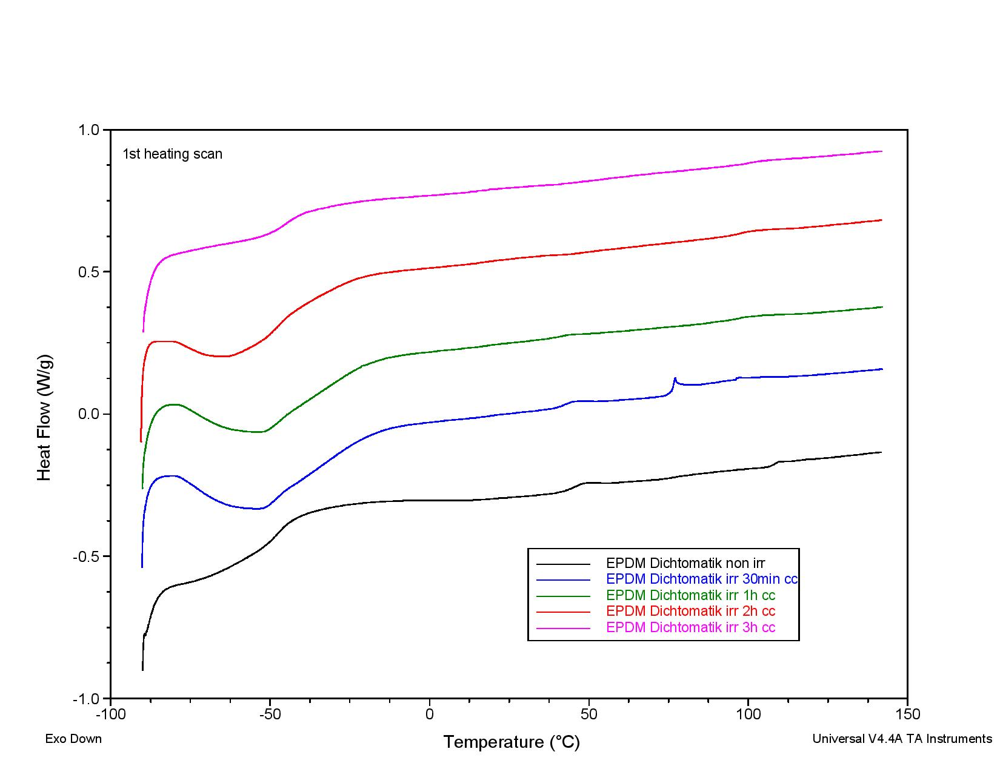 1.0
1st heating scan
0.5
0.0
-0.5
-1.0
Heat Flow (W/g)
EPDM Dichtomatik non irr
EPDM Dichtomatik irr 30min cc
EPDM Dichtomatik irr 1h cc
EPDM Dichtomatik irr 2h cc
EPDM Dichtomatik irr 3h cc
-100 -50 0 50 100 150
Exo Down
Temperature (°C)
Universal V4.4A TA Instruments